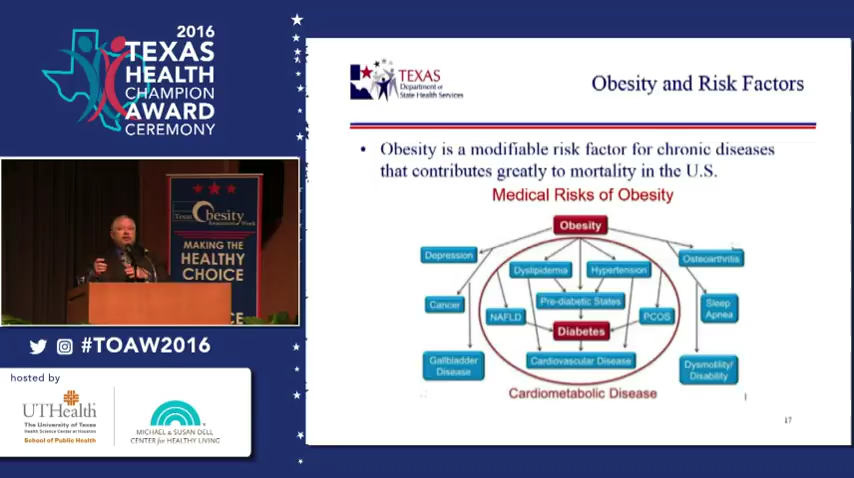 2016
TEXAS
HEALTH
CHAMPION
AWARD
CEREMONY
Texas Obesity
Awareness Week
MAKING THE
HEALTHY
CHOICE
#TOAW2016
hosted by
UTHealth
The University of Texas
Health Science Center at Houston
School of Public Health
MICHAEL & SUSAN DELL
CENTER for HEALTHY LIVING
TEXAS
Department of
State Health Services
Obesity and Risk Factors
• Obesity is a modifiable risk factor for chronic diseases
that contributes greatly to mortality in the U.S.
Medical Risks of Obesity
Obesity
Depression
Dyslipidemia
Hypertension
Osteoarthritis
Cancer
NAFLD
Pre-diabetic States
PCOS
Sleep
Apnea
Diabetes
Gallbladder
Disease
Cardiovascular Disease
Dysmotility/
Disability
Cardiometabolic Disease
17